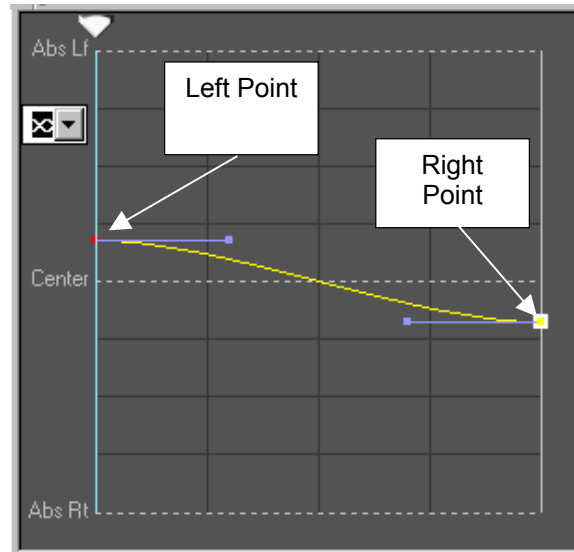 Abs Lf
Left Point
Right
Point
Center
Abs Rt